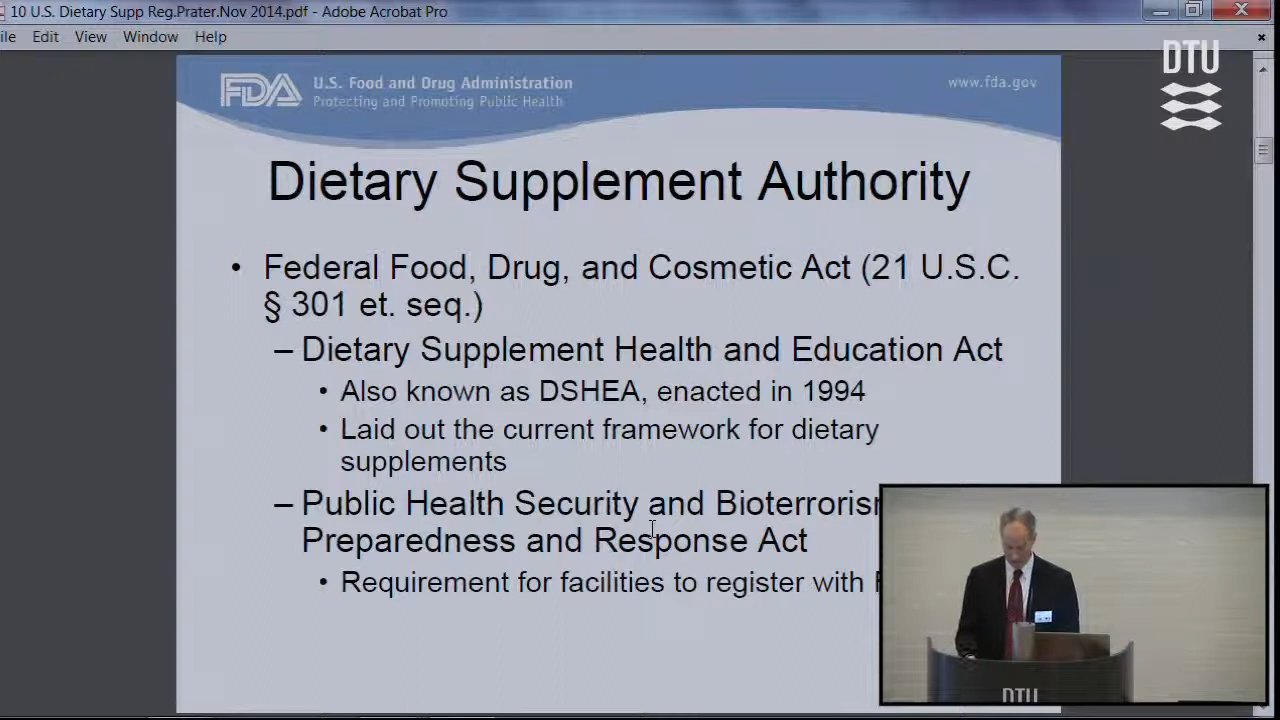 10 U.S. Dietary Supp Reg.Prater.Nov 2014.pdf - Adobe Acrobat Pro
ile Edit View Window Help
DTU
FDA U.S. Food and Drug Administration
Protecting and Promoting Public Health
www.fda.gov
Dietary Supplement Authority
• Federal Food, Drug, and Cosmetic Act (21 U.S.C.
§ 301 et. seq.)
– Dietary Supplement Health and Education Act
• Also known as DSHEA, enacted in 1994
• Laid out the current framework for dietary
supplements
– Public Health Security and Bioterrorism
Preparedness and Response Act
• Requirement for facilities to register with
DTU